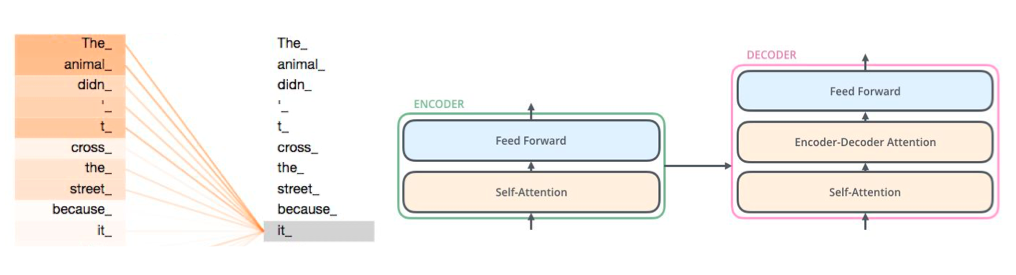 The_
animal_
didn_
'_
t_
cross_
the_
street_
because_
it_
The_
animal_
didn_
'_
t_
cross_
the_
street_
because_
it_
ENCODER
Feed Forward
Self-Attention
DECODER
Feed Forward
Encoder-Decoder Attention
Self-Attention